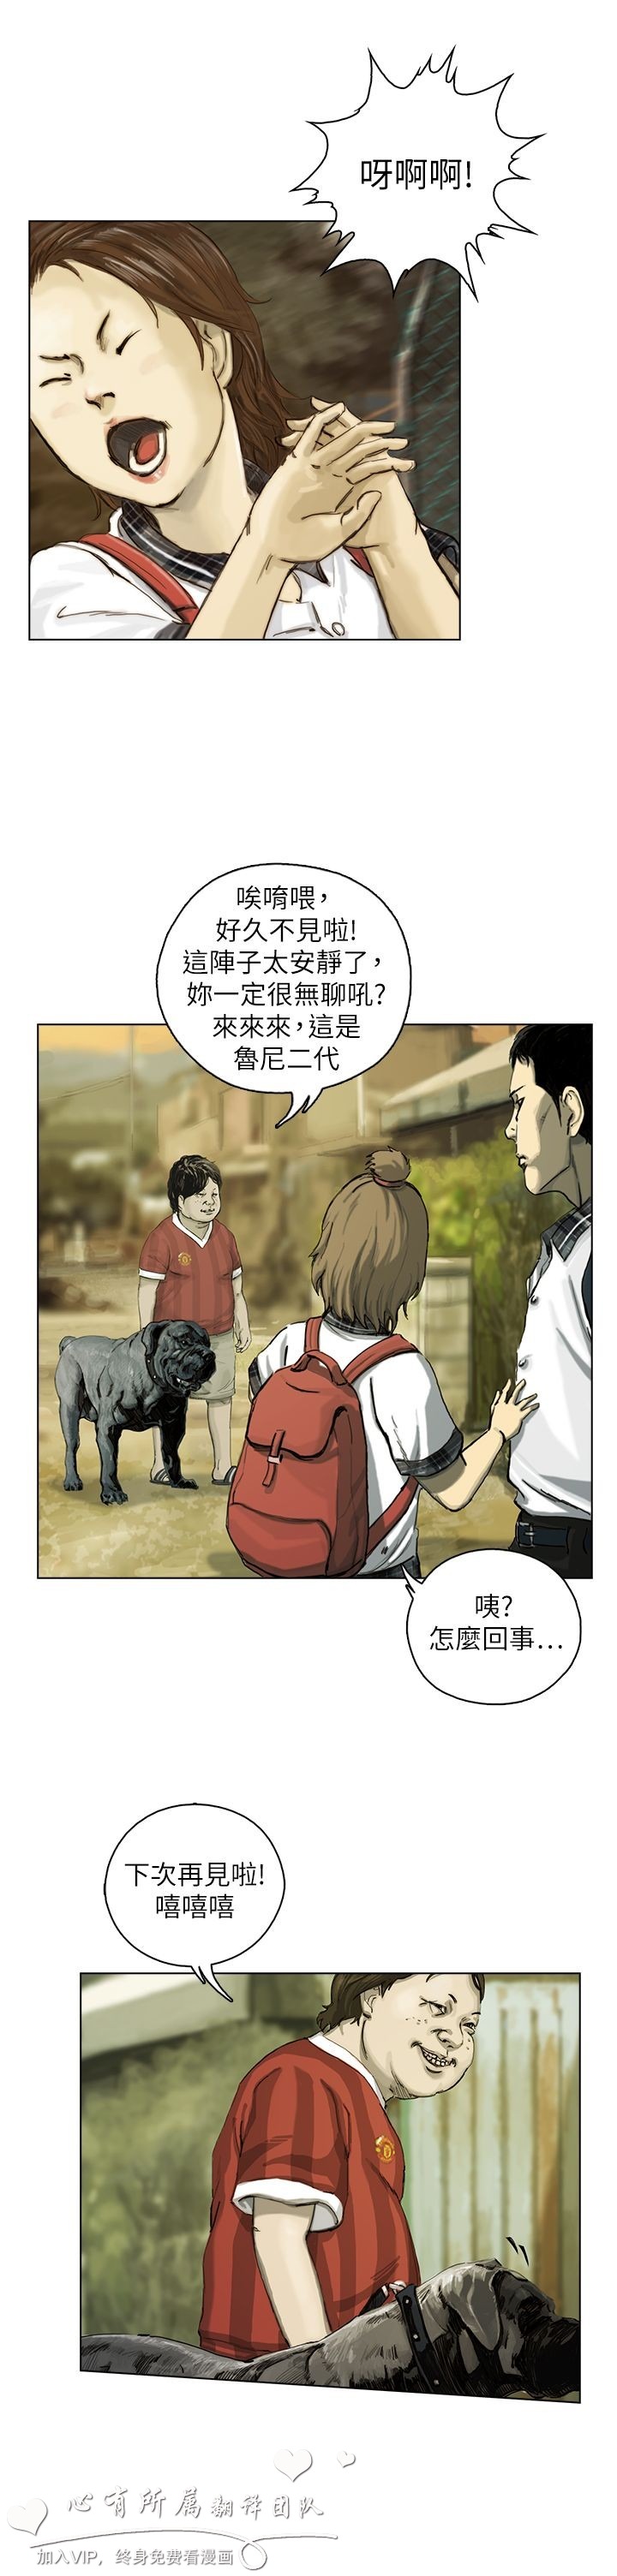 呀啊啊!
唉唷喂,
好久不見啦!
這陣子太安靜了,
妳一定很無聊吼?
來來來,這是
魯尼二代
咦?
怎麼回事...
下次再見啦!
嘻嘻嘻
心有所属翻译团队
加入VIP，终身免费看漫画